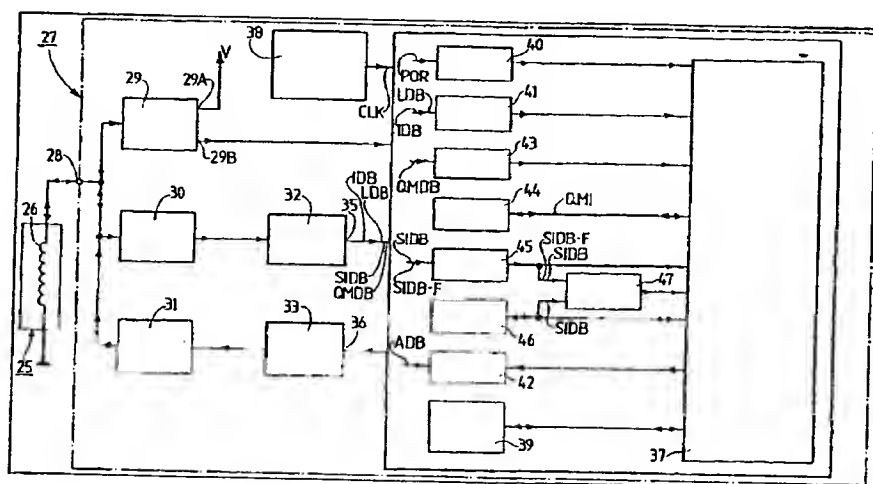 27
38
40
29
29A
V
POR
CLK
LDB
IDB
41
29B
28
QMDB
43
44
QMI
26
30
32
IDB
LDB
35
SIDB
QMDB
SIDB
SIDB-F
45
SIDB-F
SIDB
47
46
SIDB
31
33
36
ADB
42
25
39
37